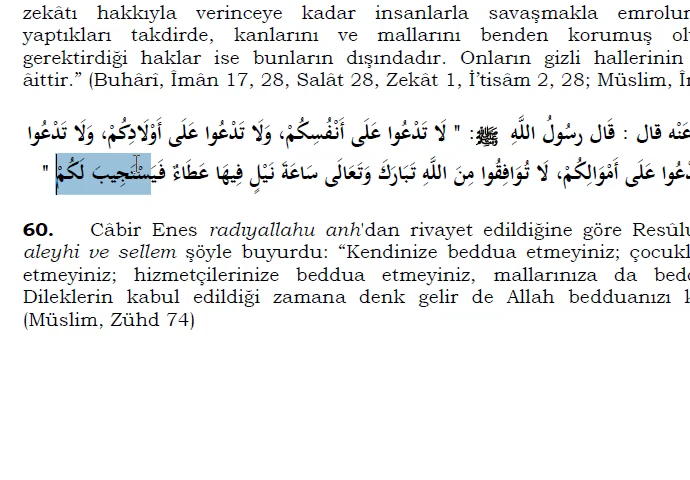 zekâtı hakkıyla verinceye kadar insanlarla savaşmakla emrolun
yaptıkları takdirde, kanlarını ve mallarını benden korumuş ol
gerektirdiği haklar ise bunların dışındadır. Onların gizli hallerinin
âittir.” (Buhârî, Îmân 17, 28, Salât 28, Zekât 1, İ’tisâm 2, 28; Müslim, Îm
عَنْه قال : قَال رسُولُ اللَّهِ ﷺ: " لَا تَدْعُوا عَلَى أَنْفُسِكُمْ، وَلَا تَدْعُوا عَلَى أَوْلَادِكُمْ، وَلَا تَدْعُوا
دْعُوا عَلَى أَمْوَالِكُمْ، لَا تُوَافِقُوا مِنَ اللَّهِ تَبَارَكَ وَتَعَالَى سَاعَةَ نَيْلٍ فِيهَا عَطَاءٌ فَيَسْتَجِيبَ لَكُمْ "
60. Câbir Enes radıyallahu anh'dan rivayet edildiğine göre Resûlu
aleyhi ve sellem şöyle buyurdu: “Kendinize beddua etmeyiniz; çocukl
etmeyiniz; hizmetçilerinize beddua etmeyiniz, mallarınıza da bedd
Dileklerin kabul edildiği zamana denk gelir de Allah bedduanızı k
(Müslim, Zühd 74)